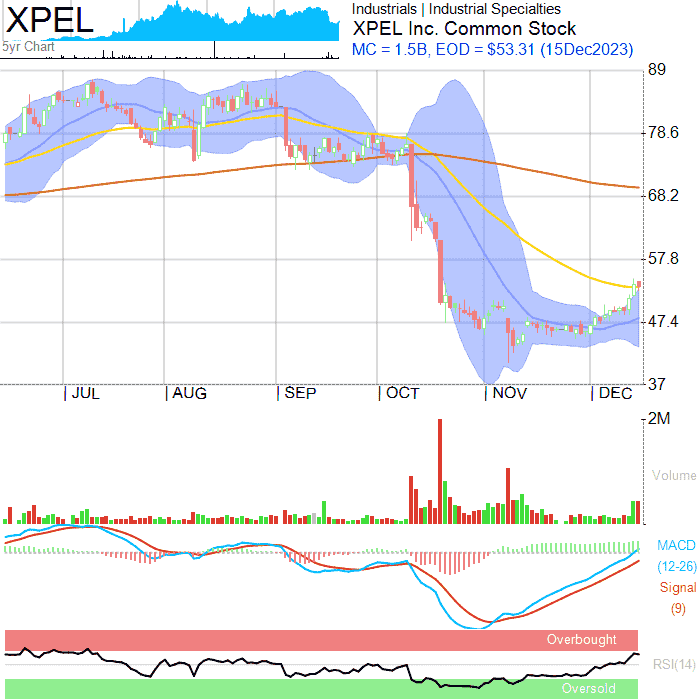 XPEL
5yr Chart
Industrials | Industrial Specialties
XPEL Inc. Common Stock
MC = 1.5B, EOD = $53.31 (15Dec2023)
89
78.6
68.2
57.8
47.4
37
JUL AUG SEP OCT NOV DEC
2M
Volume
MACD
(12-26)
Signal
(9)
Overbought
RSI(14)
Oversold